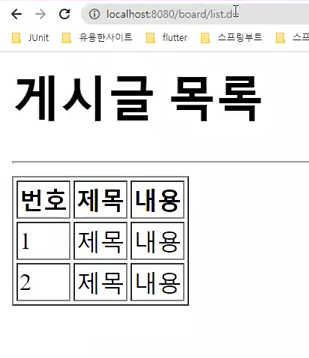 localhost:8080/board/list.do
JUnit 유용한사이트 flutter 스프링부트
게시글 목록
번호 제목 내용
1 제목 내용
2 제목 내용